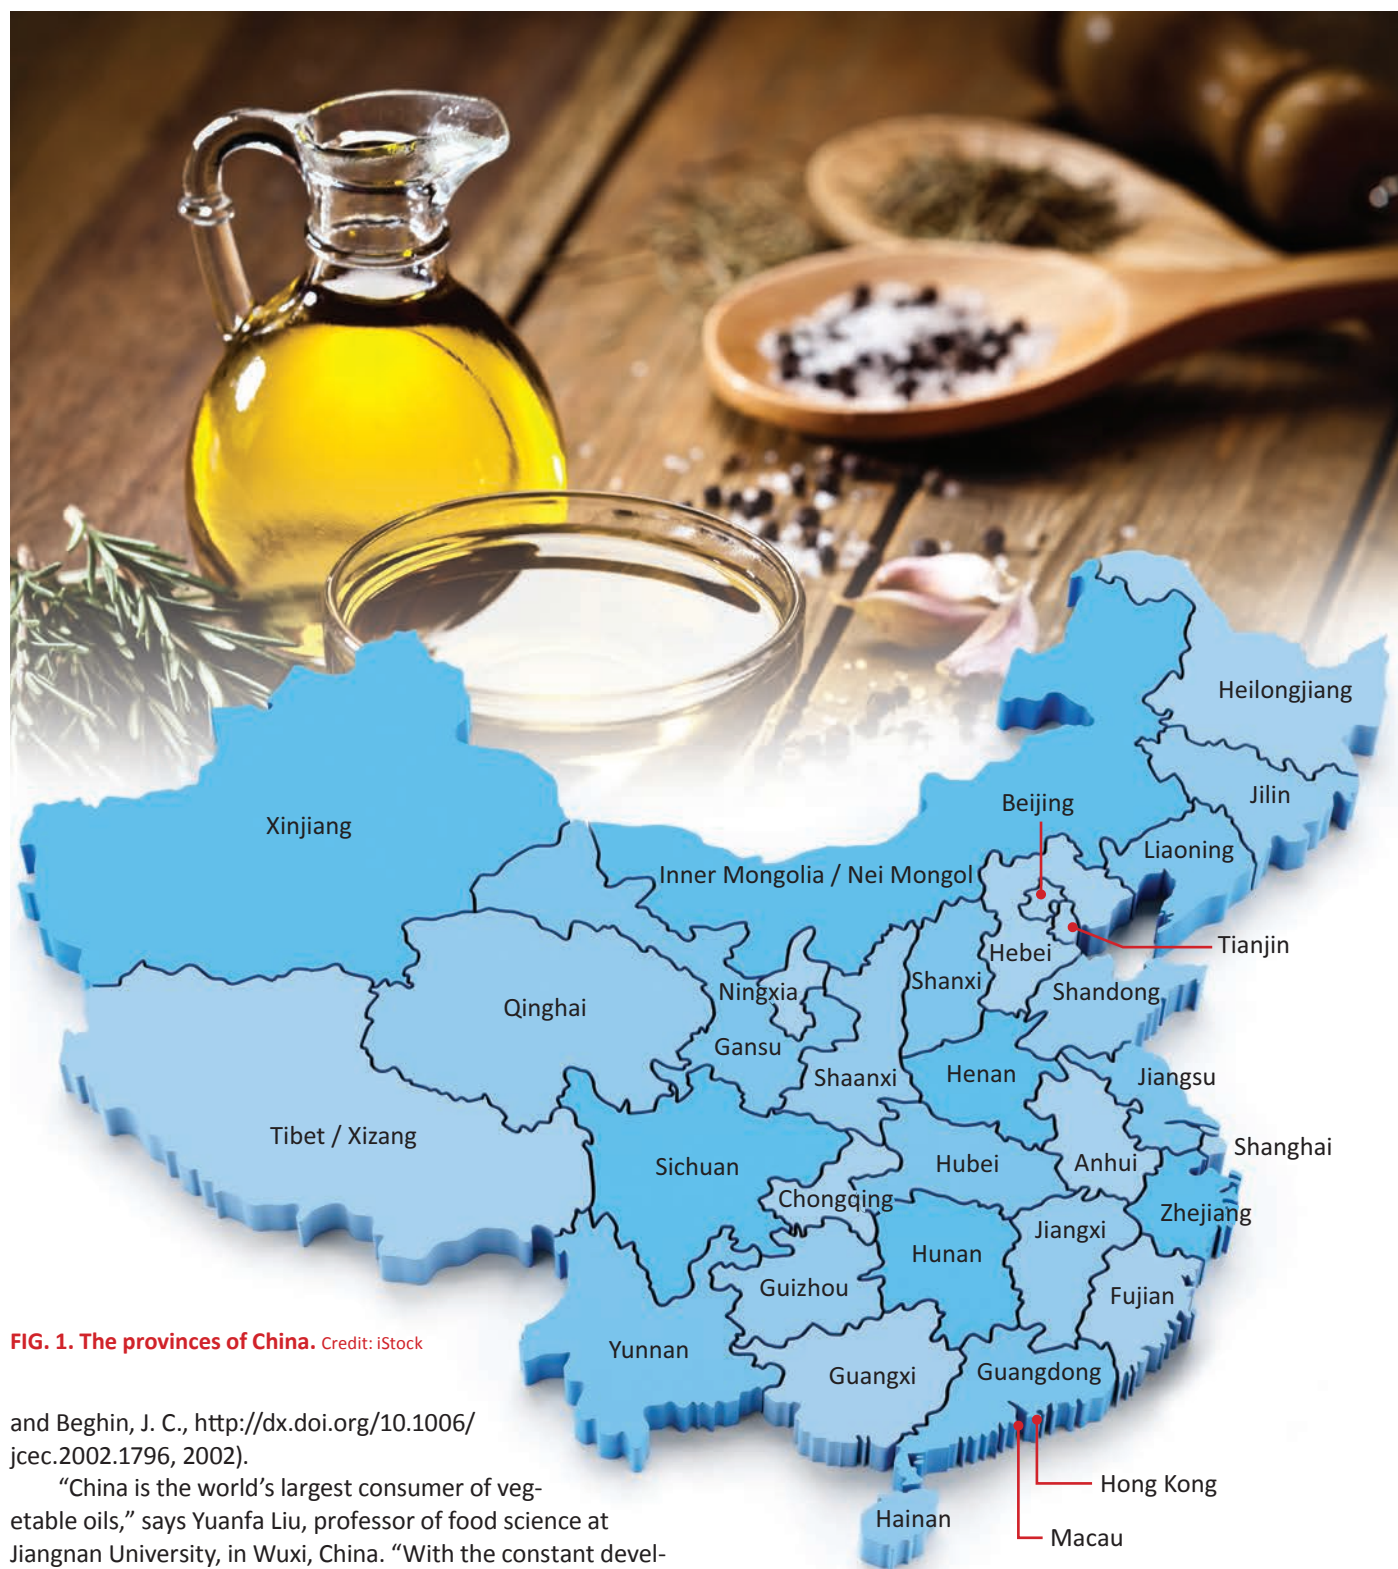 Heilongjiang
Jilin
Beijing
Liaoning
Xinjiang
Inner Mongolia / Nei Mongol
Tianjin
Hebei
Shanxi
Shandong
Ningxia
Qinghai
Gansu
Shaanxi
Henan
Jiangsu
Tibet / Xizang
Shanghai
Sichuan
Hubei
Anhui
Chongqing
Zhejiang
Jiangxi
Hunan
Guizhou
Fujian
Yunnan
Guangxi
Guangdong
Hong Kong
Hainan
Macau
FIG. 1. The provinces of China. Credit: iStock
and Beghin, J. C., http://dx.doi.org/10.1006/
jcec.2002.1796, 2002).
“China is the world’s largest consumer of veg-
etable oils,” says Yuanfa Liu, professor of food science at
Jiangnan University, in Wuxi, China. “With the constant devel-